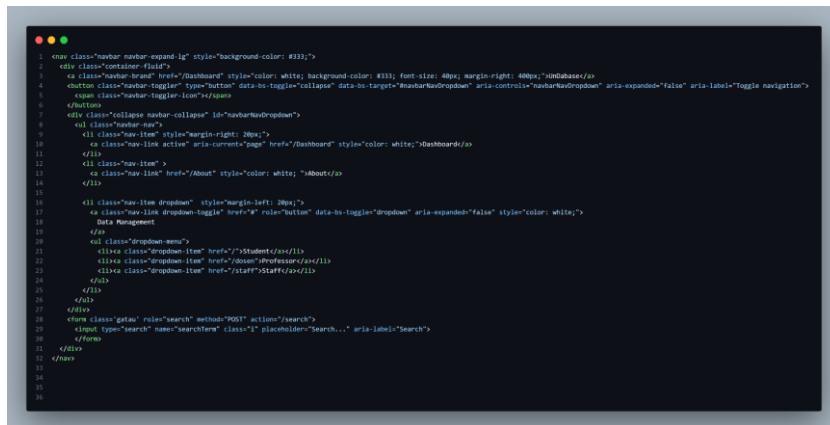 1 <nav class="navbar navbar-expand-lg" style="background-color: #333;">
2 <div class="container-fluid">
3 <a class="navbar-brand" href="/Dashboard" style="color: white; background-color: #333; font-size: 40px; margin-right: 400px;">UnDabase</a>
4 <button class="navbar-toggler" type="button" data-bs-toggle="collapse" data-bs-target="#navbarNavDropdown" aria-controls="navbarNavDropdown" aria-expanded="false" aria-label="Toggle navigation">
5 <span class="navbar-toggler-icon"></span>
6 </button>
7 <div class="collapse navbar-collapse" id="navbarNavDropdown">
8 <ul class="navbar-nav">
9 <li class="nav-item" style="margin-right: 20px;">
10 <a class="nav-link active" aria-current="page" href="/Dashboard" style="color: white;">Dashboard</a>
11 </li>
12 <li class="nav-item" >
13 <a class="nav-link" href="/About" style="color: white; ">About</a>
14 </li>
15
16 <li class="nav-item dropdown"  style="margin-left: 20px;">
17 <a class="nav-link dropdown-toggle" href="#" role="button" data-bs-toggle="dropdown" aria-expanded="false" style="color: white;">
18 Data Management
19 </a>
20 <ul class="dropdown-menu">
21 <li><a class="dropdown-item" href="/">Student</a></li>
22 <li><a class="dropdown-item" href="/dosen">Professor</a></li>
23 <li><a class="dropdown-item" href="/staff">Staff</a></li>
24 </ul>
25 </li>
26 </ul>
27 </div>
28 <form class='gatau' role="search" method="POST" action="/search">
29 <input type="search" name="searchTerm" class="i" placeholder="Search..." aria-label="Search">
30 </form>
31 </div>
32 </nav>
33
34
35
36